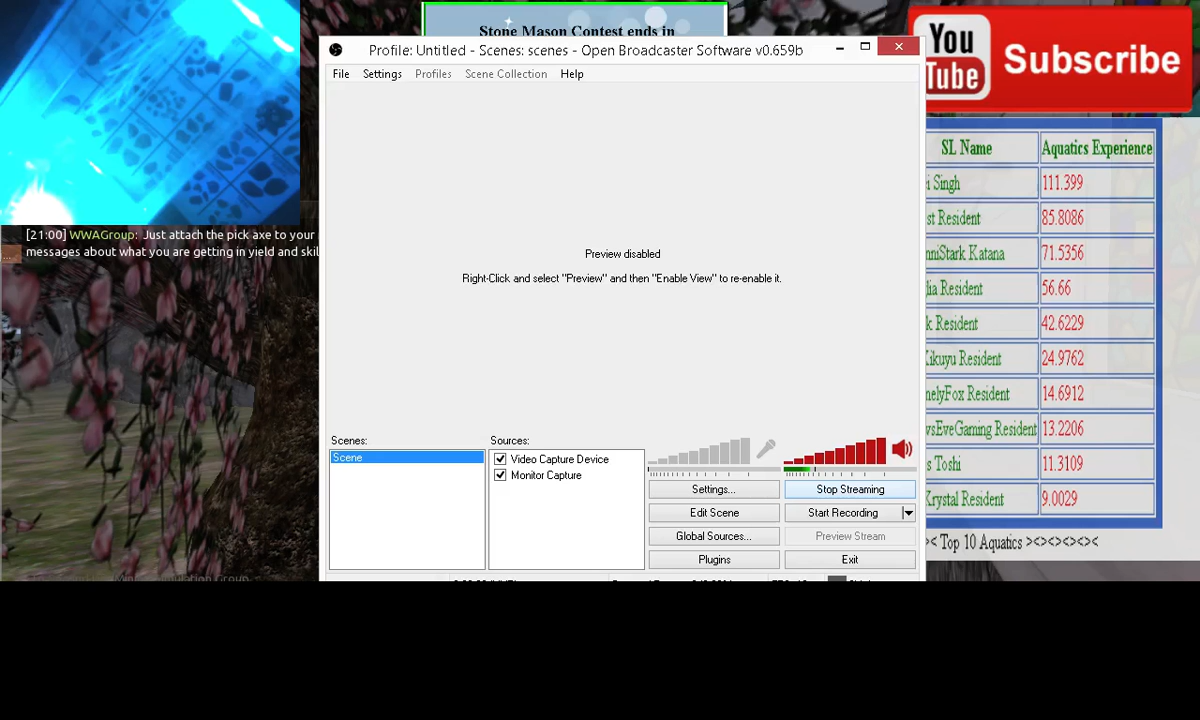 Stone Mason Contest ends in
Profile: Untitled - Scenes: scenes - Open Broadcaster Software v0.659b
File Settings Profiles Scene Collection Help
You
Tube
Subscribe
SL Name Aquatics Experience
i Singh 111.399
st Resident 85.8086
nniStark Katana 71.5356
lia Resident 56.66
k Resident 42.6229
Kikuyu Resident 24.9762
nelyFox Resident 14.6912
wsEveGaming Resident 13.2206
s Toshi 11.3109
Krystal Resident 9.0029
>< Top 10 Aquatics ><><><><><
[21:00] WWAGroup: Just attach the pick axe to your
messages about what you are getting in yield and skil
Preview disabled
Right-Click and select "Preview" and then "Enable View" to re-enable it.
Scenes:
Scene
Sources:
Video Capture Device
Monitor Capture
Settings... Stop Streaming
Edit Scene Start Recording
Global Sources... Preview Stream
Plugins Exit